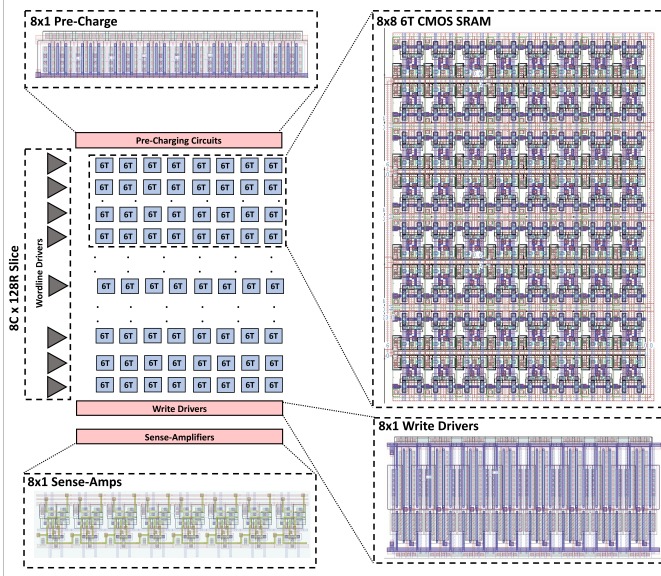 8x1 Pre-Charge
8x8 6T CMOS SRAM
Pre-Charging Circuits
8C x 128R Slice
Wordline Drivers
6T 6T 6T 6T 6T 6T 6T 6T
6T 6T 6T 6T 6T 6T 6T 6T
6T 6T 6T 6T 6T 6T 6T 6T
6T 6T 6T 6T 6T 6T 6T 6T
6T 6T 6T 6T 6T 6T 6T 6T
6T 6T 6T 6T 6T 6T 6T 6T
6T 6T 6T 6T 6T 6T 6T 6T
6T 6T 6T 6T 6T 6T 6T 6T
Write Drivers
Sense-Amplifiers
8x1 Write Drivers
8x1 Sense-Amps